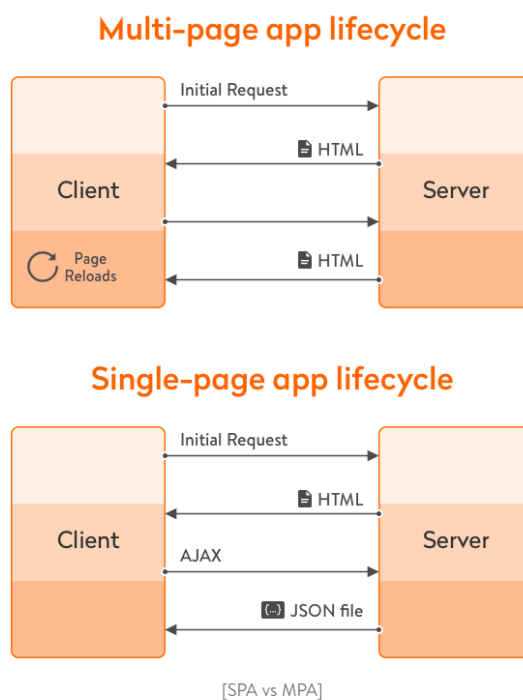 Multi-page app lifecycle
Initial Request
HTML
Client
Server
Page
Reloads
HTML
Single-page app lifecycle
Initial Request
HTML
Client
Server
AJAX
{...} JSON file
[SPA vs MPA]